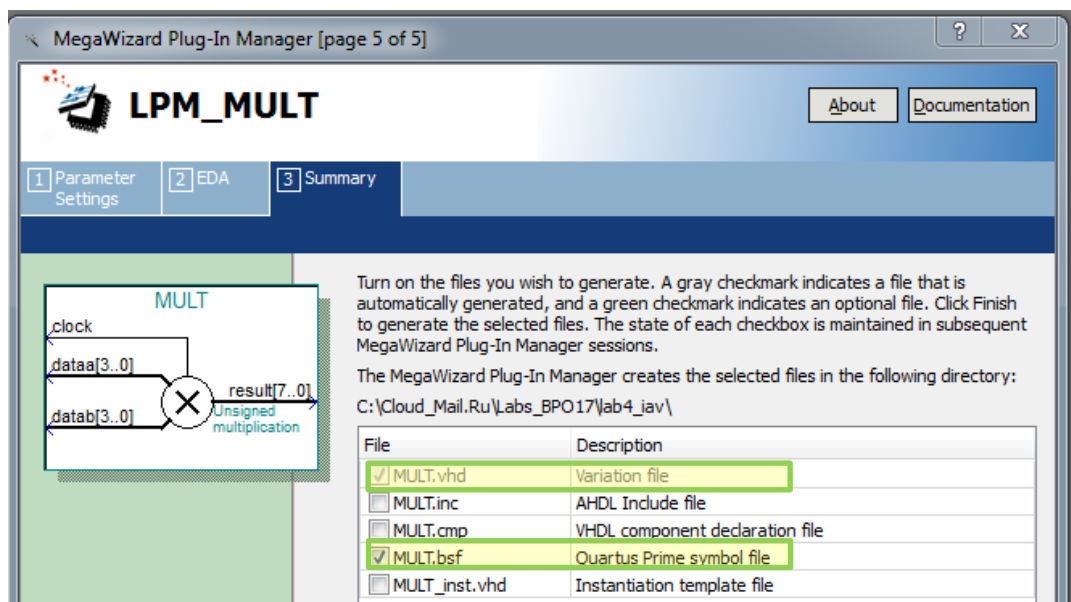 MegaWizard Plug-In Manager [page 5 of 5]
? X
LPM_MULT
About Documentation
1 Parameter Settings
2 EDA
3 Summary
MULT
clock
dataa[3..0]
datab[3..0]
result[7..0]
Unsigned
multiplication
Turn on the files you wish to generate. A gray checkmark indicates a file that is
automatically generated, and a green checkmark indicates an optional file. Click Finish
to generate the selected files. The state of each checkbox is maintained in subsequent
MegaWizard Plug-In Manager sessions.
The MegaWizard Plug-In Manager creates the selected files in the following directory:
C:\Cloud_Mail.Ru\Labs_BPO17\lab4_iav\
File Description
MULT.vhd Variation file
MULT.inc AHDL Include file
MULT.cmp VHDL component declaration file
MULT.bsf Quartus Prime symbol file
MULT_inst.vhd Instantiation template file